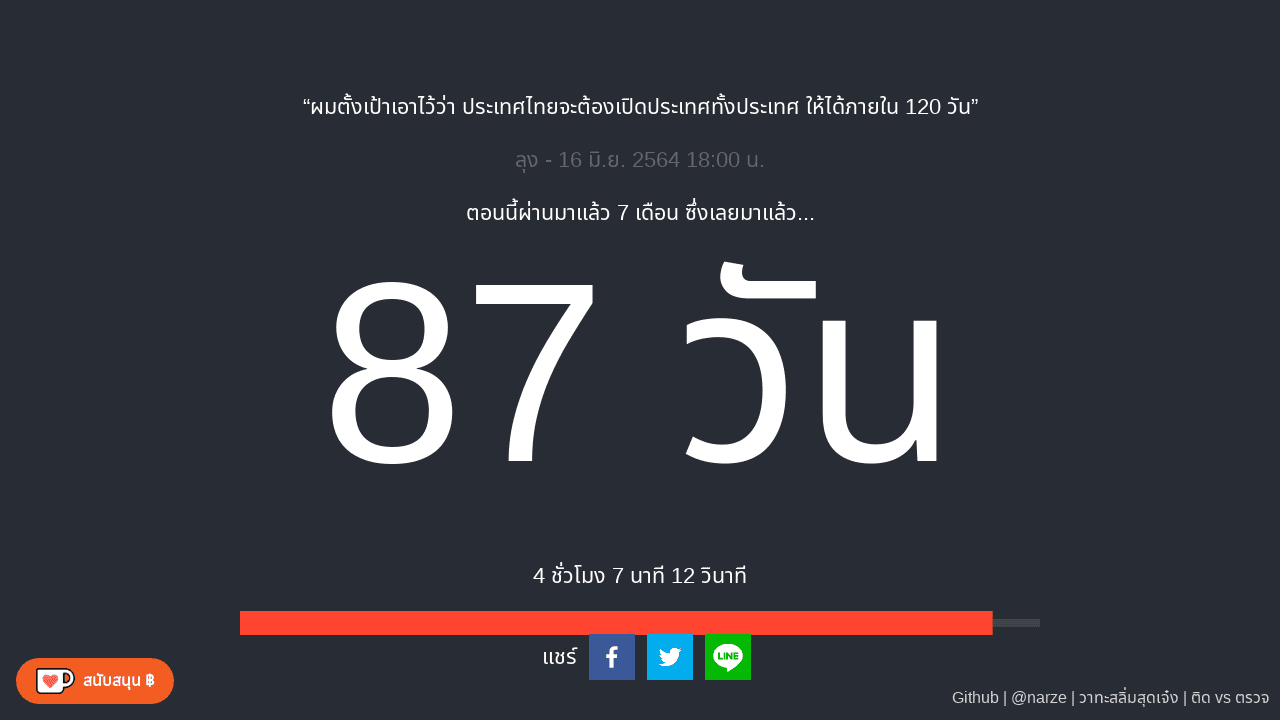 “ผมตั้งเป้าเอาไว้ว่า ประเทศไทยจะต้องเปิดประเทศทั้งประเทศ ให้ได้ภายใน 120 วัน”
ลุง - 16 มิ.ย. 2564 18:00 น.
ตอนนี้ผ่านมาแล้ว 7 เดือน ซึ่งเลยมาแล้ว...
87 วัน
4 ชั่วโมง 7 นาที 12 วินาที
แชร์
LINE
สนับสนุน ฿
Github | @narze | วาทะสลิ่มสุดเจ๋ง | ติด vs ตรวจ